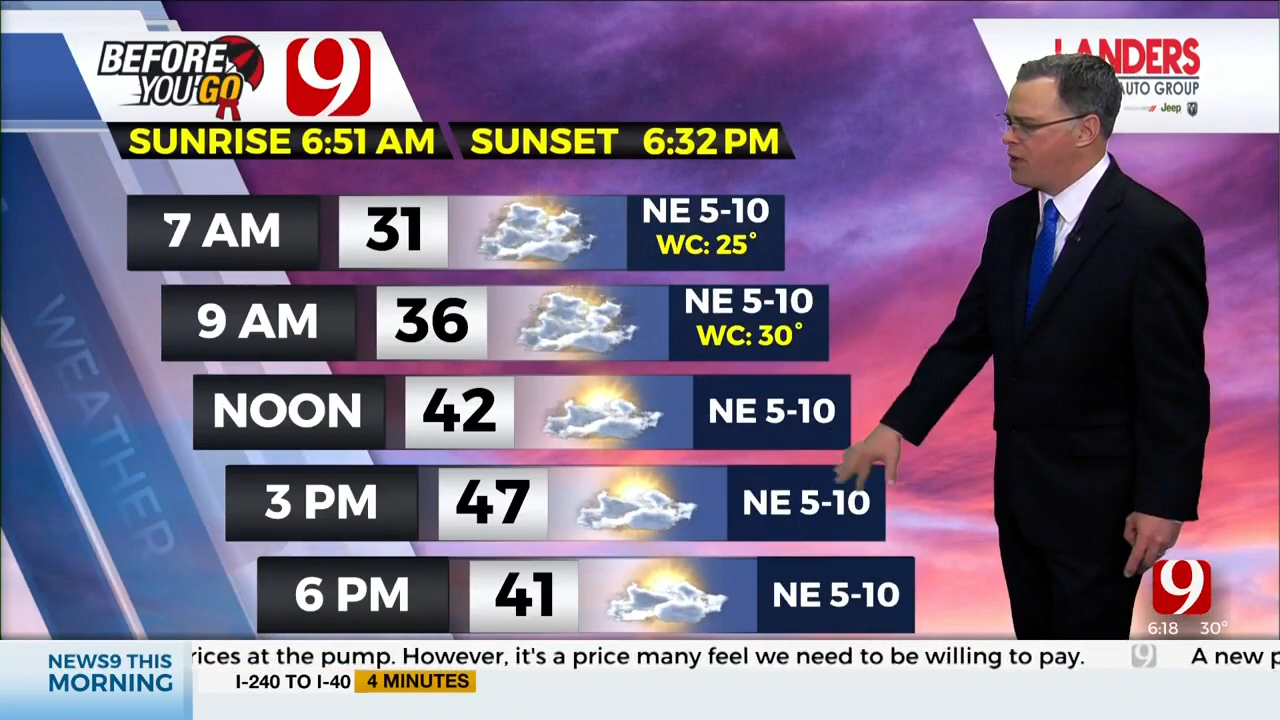 BEFORE
YOU GO
9
LANDERS
AUTO GROUP
Jeep
SUNRISE 6:51 AM
SUNSET 6:32 PM
7 AM 31 NE 5-10
WC: 25°
9 AM 36 NE 5-10
WC: 30°
NOON 42 NE 5-10
3 PM 47 NE 5-10
6 PM 41 NE 5-10
WEATHER
9
6:18 30°
NEWS9 THIS
MORNING
rices at the pump. However, it's a price many feel we need to be willing to pay. 9 A new p
I-240 TO I-40 4 MINUTES